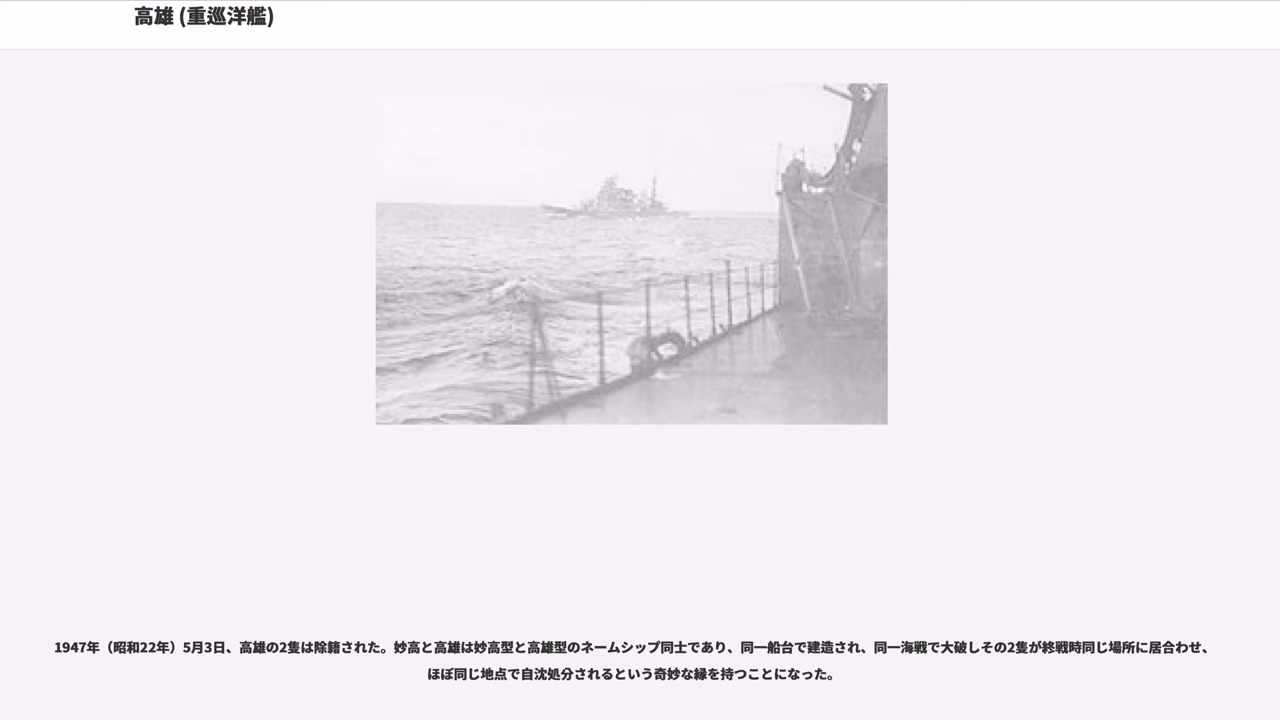 高雄 (重巡洋艦)
1947年（昭和22年）5月3日、高雄の2隻は除籍された。妙高と高雄は妙高型と高雄型のネームシップ同士であり、同一船台で建造され、同一海戦で大破しその2隻が終戦時同じ場所に居合わせ、
ほぼ同じ地点で自沈処分されるという奇妙な縁を持つことになった。